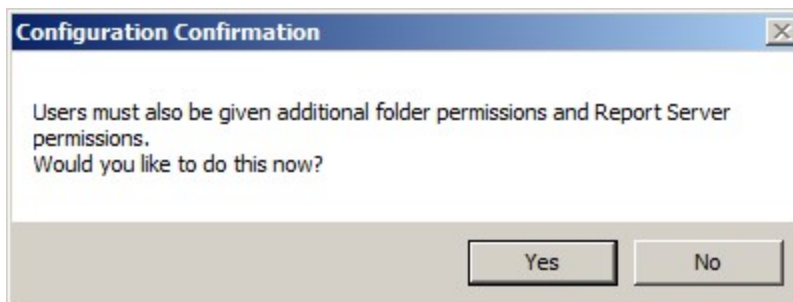 Configuration Confirmation
Users must also be given additional folder permissions and Report Server
permissions.
Would you like to do this now?
Yes No